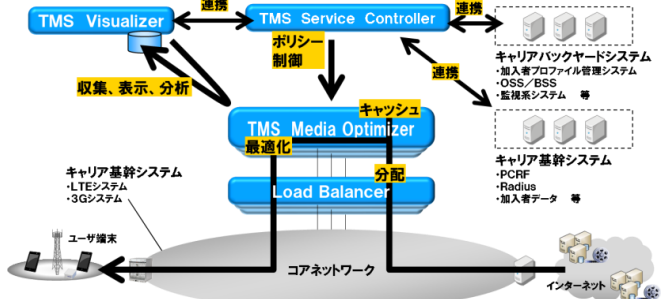 連携
連携
TMS Visualizer
TMS Service Controller
ポリシー
制御
連携
収集、表示、分析
キャリアバックヤードシステム
・加入者プロファイル管理システム
・OSS／BSS
・監視系システム　等
キャッシュ
TMS Media Optimizer
最適化
分配
キャリア基幹システム
・PCRF
・Radius
・加入者データ　等
キャリア基幹システム
・LTEシステム
・3Gシステム
Load Balancer
ユーザ端末
コアネットワーク
インターネット